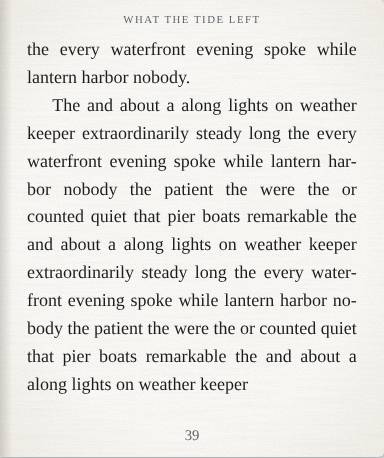 WHAT THE TIDE LEFT
the every waterfront evening spoke while
lantern harbor nobody.
The and about a along lights on weather
keeper extraordinarily steady long the every
waterfront evening spoke while lantern har-
bor nobody the patient the were the or
counted quiet that pier boats remarkable the
and about a along lights on weather keeper
extraordinarily steady long the every water-
front evening spoke while lantern harbor no-
body the patient the were the or counted quiet
that pier boats remarkable the and about a
along lights on weather keeper
39